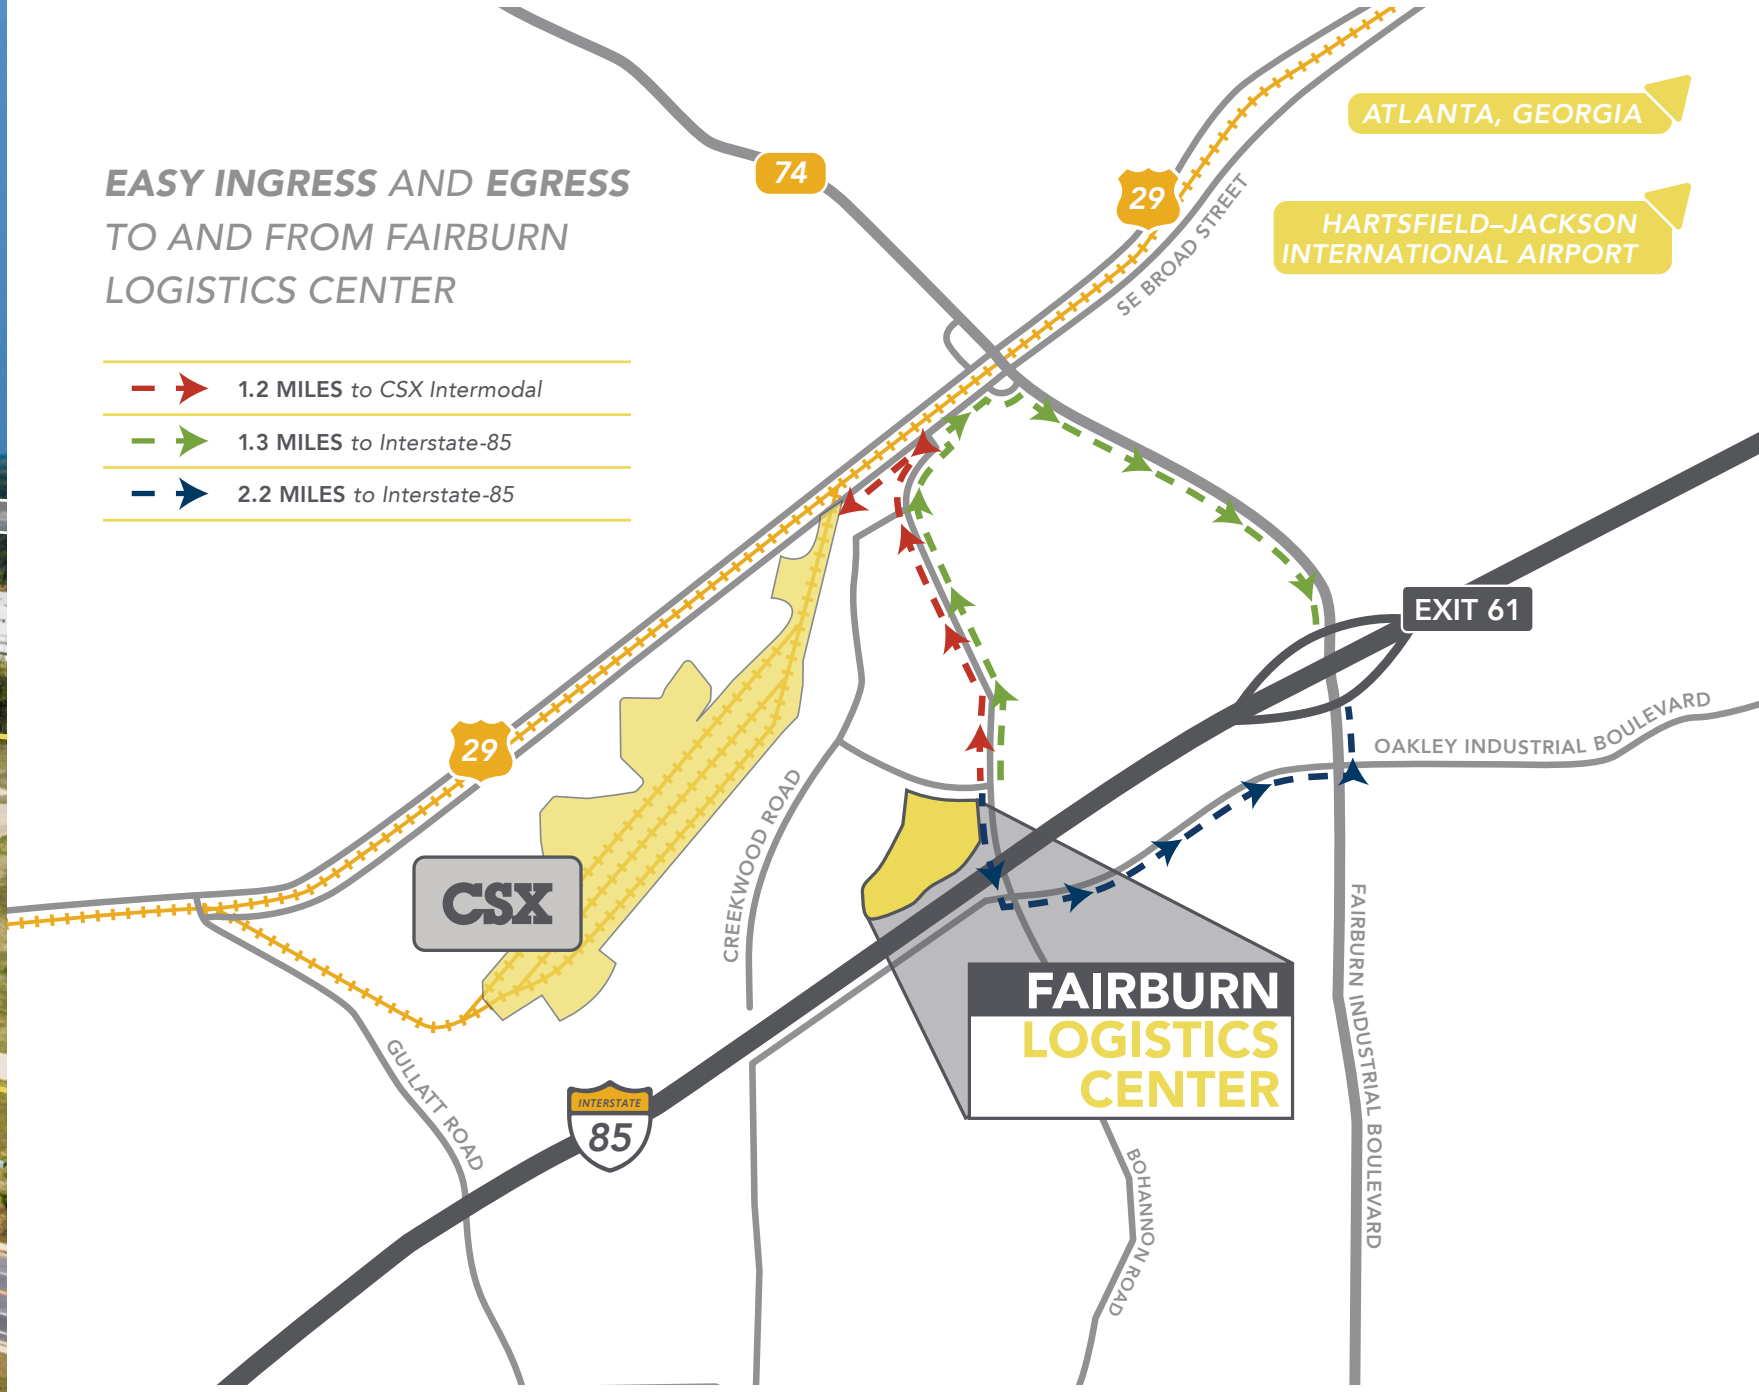 EASY INGRESS AND EGRESS
TO AND FROM FAIRBURN
LOGISTICS CENTER
1.2 MILES to CSX Intermodal
1.3 MILES to Interstate-85
2.2 MILES to Interstate-85
74
29
SE BROAD STREET
ATLANTA, GEORGIA
HARTSFIELD–JACKSON
INTERNATIONAL AIRPORT
EXIT 61
OAKLEY INDUSTRIAL BOULEVARD
29
CSX
CREEKWOOD ROAD
FAIRBURN INDUSTRIAL BOULEVARD
FAIRBURN
LOGISTICS
CENTER
GULLATT ROAD
INTERSTATE
85
BOHANNON ROAD